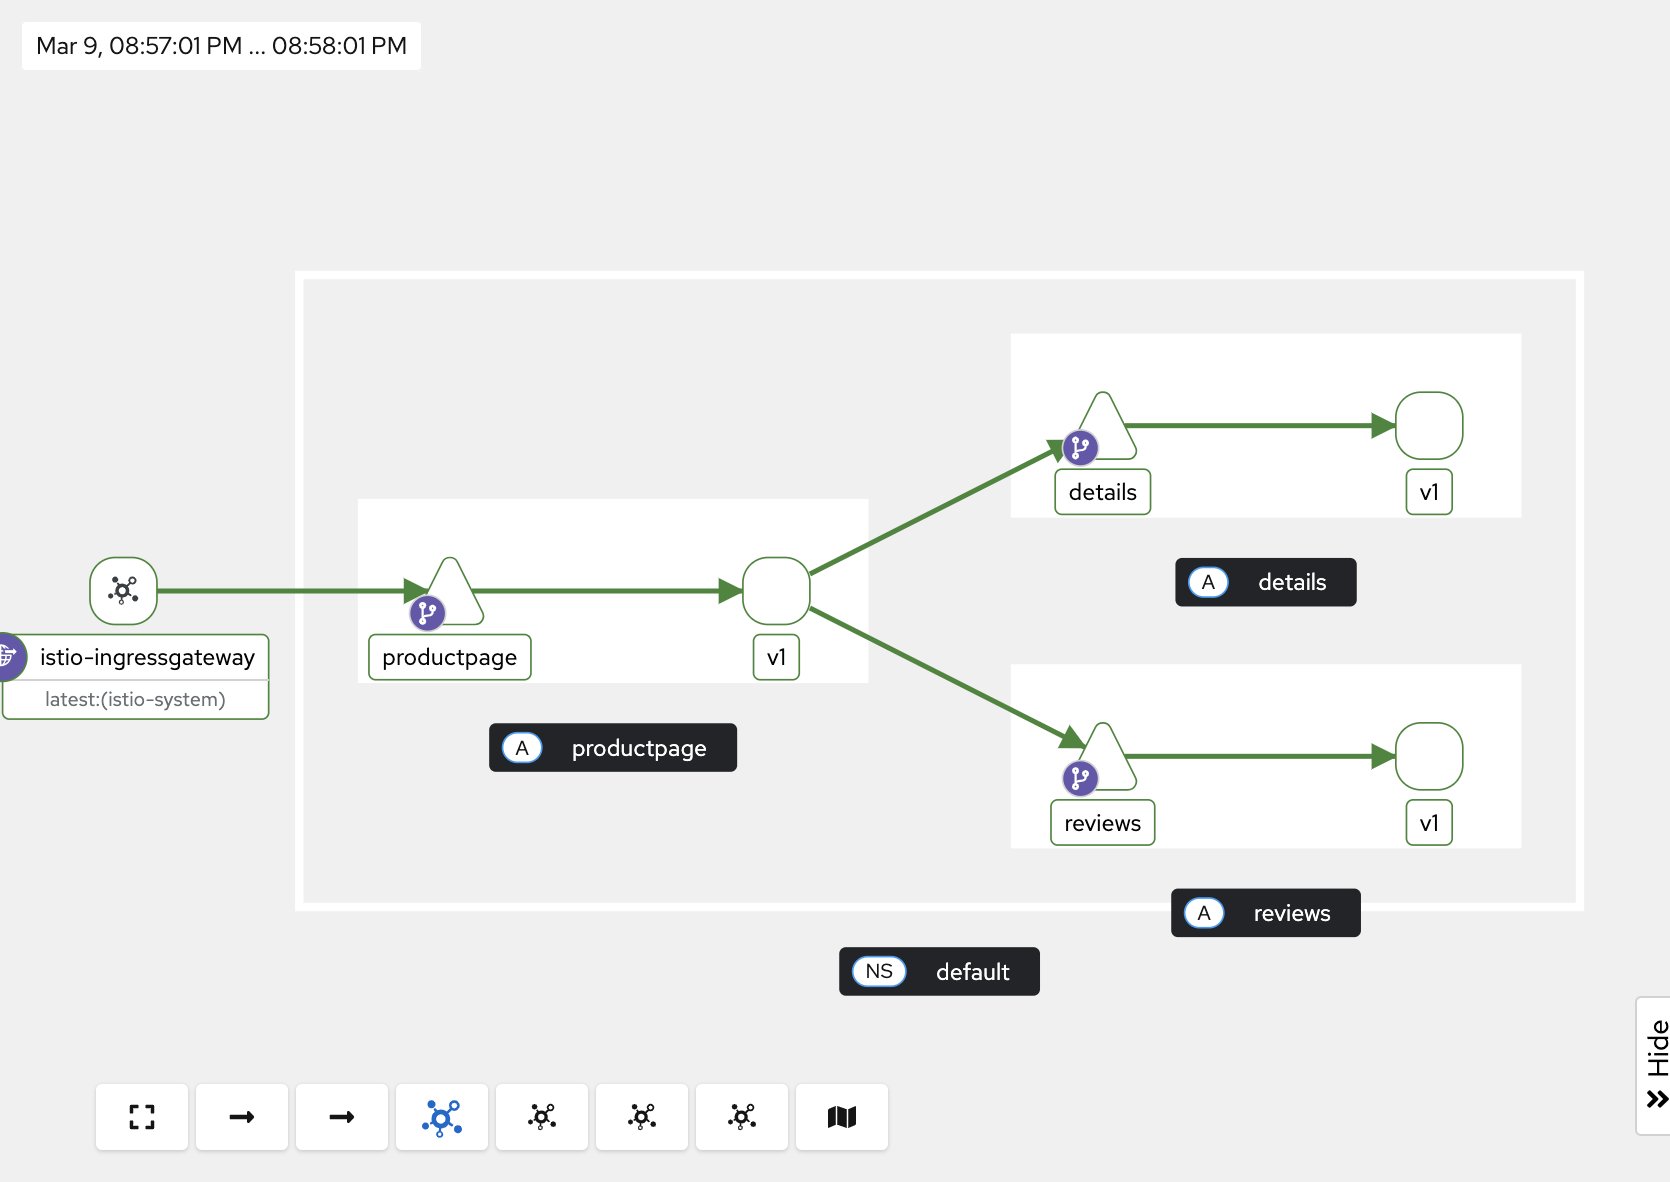 Mar 9, 08:57:01 PM ... 08:58:01 PM
details
v1
A details
istio-ingressgateway
latest:(istio-system)
productpage
v1
A productpage
reviews
v1
A reviews
NS default
Hide